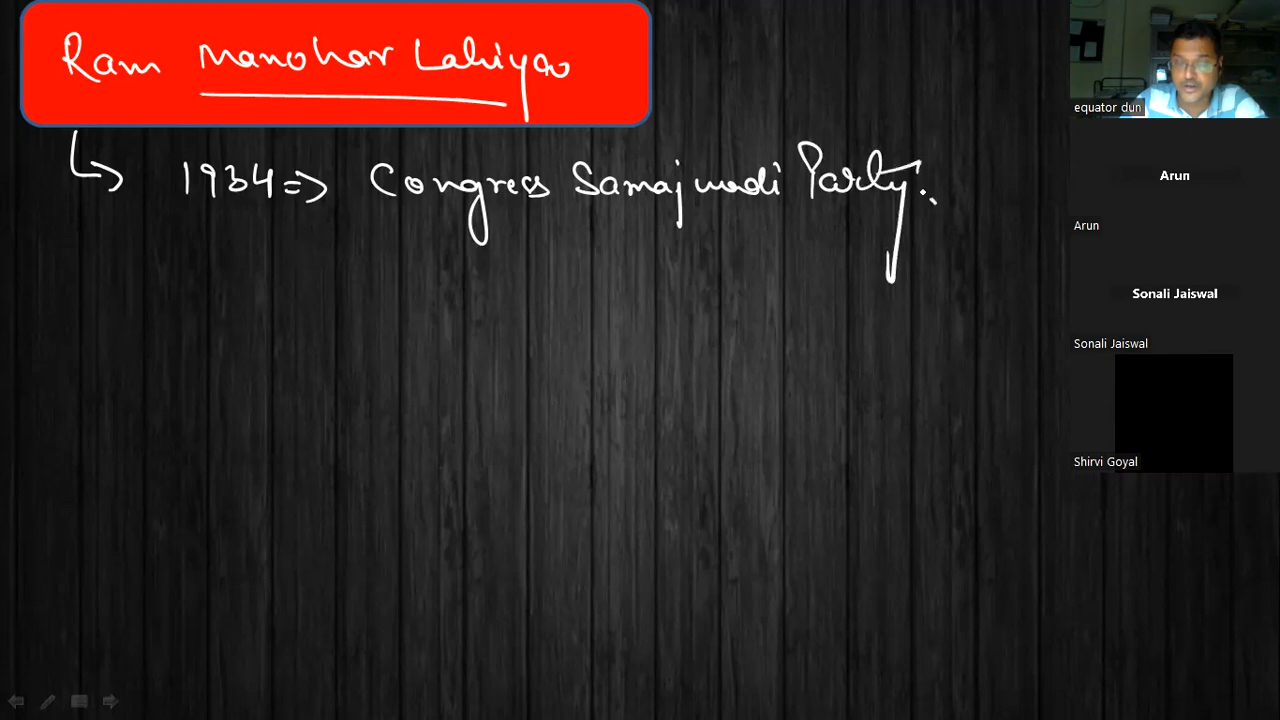 Ram Manohar Lahiya
1934 => Congress Samajwadi Party..
equator dun
Arun
Arun
Sonali Jaiswal
Sonali Jaiswal
Shirvi Goyal